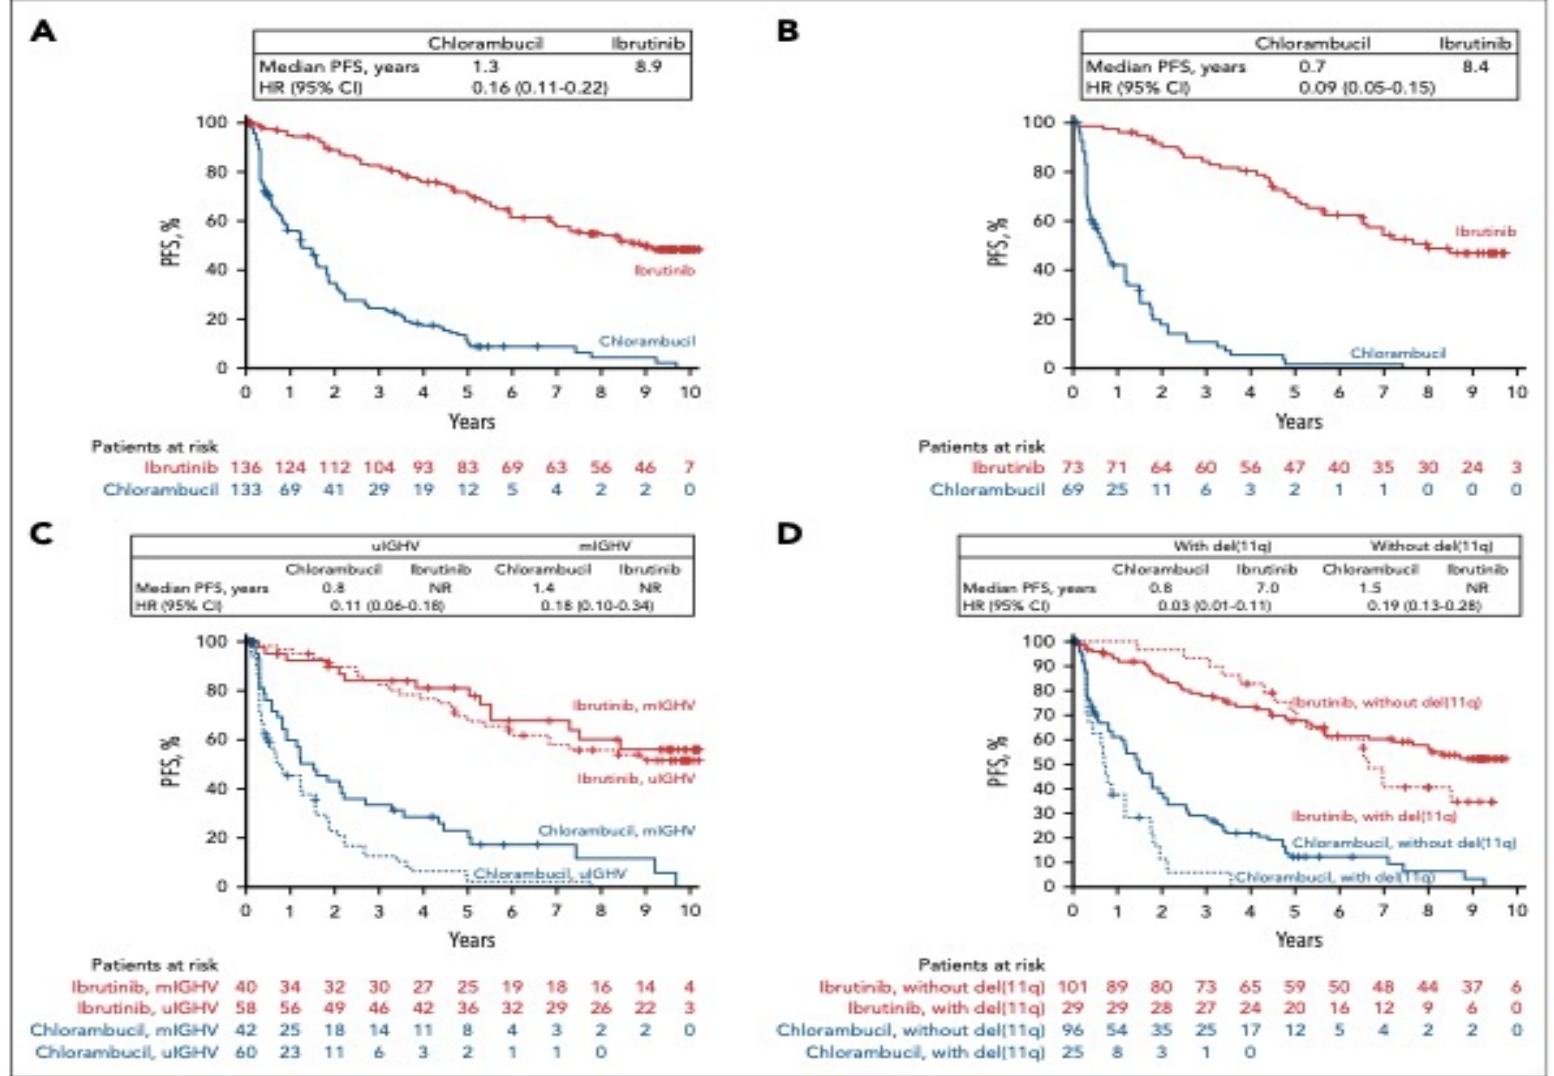 A
Chlorambucil Ibrutinib
Median PFS, years 1.3 8.9
HR (95% CI) 0.16 (0.11-0.22)
100
80
60
40
20
0
PFS, %
Ibrutinib
Chlorambucil
0 1 2 3 4 5 6 7 8 9 10
Years
Patients at risk
Ibrutinib 136 124 112 104 93 83 69 63 56 46 7
Chlorambucil 133 69 41 29 19 12 5 4 2 2 0
B
Chlorambucil Ibrutinib
Median PFS, years 0.7 8.4
HR (95% CI) 0.09 (0.05-0.15)
100
80
60
40
20
0
PFS, %
Ibrutinib
Chlorambucil
0 1 2 3 4 5 6 7 8 9 10
Years
Patients at risk
Ibrutinib 73 71 64 60 56 47 40 35 30 24 3
Chlorambucil 69 25 11 6 3 2 1 1 0 0 0
C
uIGHV mIGHV
Chlorambucil Ibrutinib Chlorambucil Ibrutinib
Median PFS, years 0.8 NR 1.4 NR
HR (95% CI) 0.11 (0.06-0.18) 0.18 (0.10-0.34)
100
80
60
40
20
0
PFS, %
Ibrutinib, mIGHV
Ibrutinib, uIGHV
Chlorambucil, mIGHV
Chlorambucil, uIGHV
0 1 2 3 4 5 6 7 8 9 10
Years
Patients at risk
Ibrutinib, mIGHV 40 34 32 30 27 25 19 18 16 14 4
Ibrutinib, uIGHV 58 56 49 46 42 36 32 29 26 22 3
Chlorambucil, mIGHV 42 25 18 14 11 8 4 3 2 2 0
Chlorambucil, uIGHV 60 23 11 6 3 2 1 1 0
D
With del(11q) Without del(11q)
Chlorambucil Ibrutinib Chlorambucil Ibrutinib
Median PFS, years 0.8 7.0 1.5 NR
HR (95% CI) 0.03 (0.01-0.11) 0.19 (0.13-0.28)
100
90
80
70
60
50
40
30
20
10
0
PFS, %
Ibrutinib, without del(11q)
Ibrutinib, with del(11q)
Chlorambucil, without del(11q)
Chlorambucil, with del(11q)
0 1 2 3 4 5 6 7 8 9 10
Years
Patients at risk
Ibrutinib, without del(11q) 101 89 80 73 65 59 50 48 44 37 6
Ibrutinib, with del(11q) 29 29 28 27 24 20 16 12 9 6 0
Chlorambucil, without del(11q) 96 54 35 25 17 12 5 4 2 2 0
Chlorambucil, with del(11q) 25 8 3 1 0